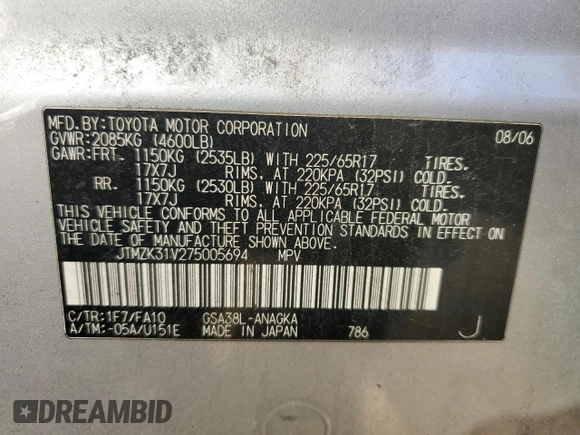 MFD.BY:TOYOTA MOTOR CORPORATION 08/06
GVWR:2085KG (4600LB)
GAWR:FRT. 1150KG (2535LB) WITH 225/65R17 TIRES.
17X7J RIMS. AT 220KPA (32PSI) COLD.
RR. 1150KG (2530LB) WITH 225/65R17 TIRES.
17X7J RIMS. AT 220KPA (32PSI) COLD.
THIS VEHICLE CONFORMS TO ALL APPLICABLE FEDERAL MOTOR
VEHICLE SAFETY AND THEFT PREVENTION STANDARDS IN EFFECT ON
THE DATE OF MANUFACTURE SHOWN ABOVE.
JTMZK31V275005694 MPV
C/TR:1F7/FA10 GSA38L-ANAGKA
A/TM:-05A/U151E MADE IN JAPAN 786 J
DREAMBID